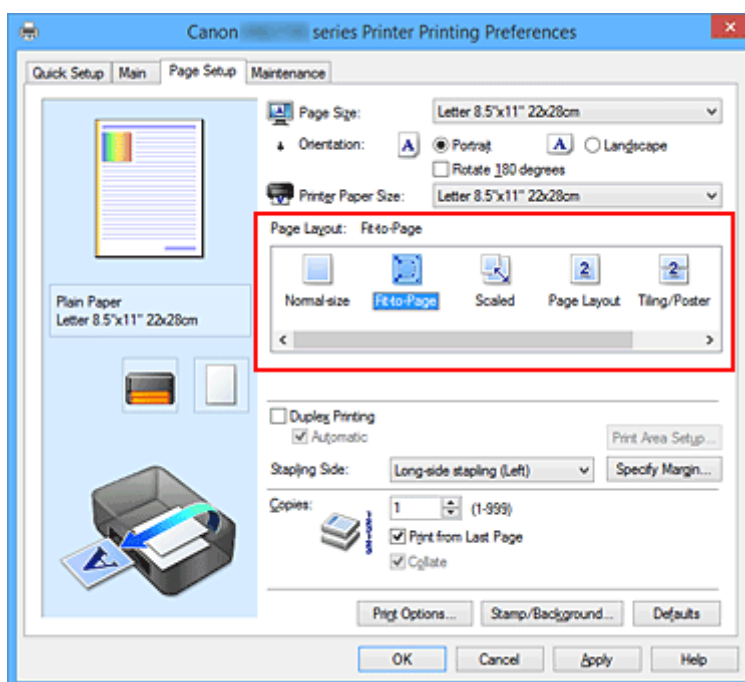 Canon series Printer Printing Preferences
Quick Setup Main Page Setup Maintenance
Page Size: Letter 8.5"x11" 22x28cm
Orientation: A Portrait A Landscape
Rotate 180 degrees
Printer Paper Size: Letter 8.5"x11" 22x28cm
Page Layout: Fit-to-Page
2 2
Normal-size Fit-to-Page Scaled Page Layout Tiling/Poster
Plain Paper
Letter 8.5"x11" 22x28cm
Duplex Printing
Automatic
Print Area Setup...
Stapling Side: Long-side stapling (Left) Specify Margin...
Copies: 1 (1-999)
Print from Last Page
Collate
A
Print Options... Stamp/Background... Defaults
OK Cancel Apply Help